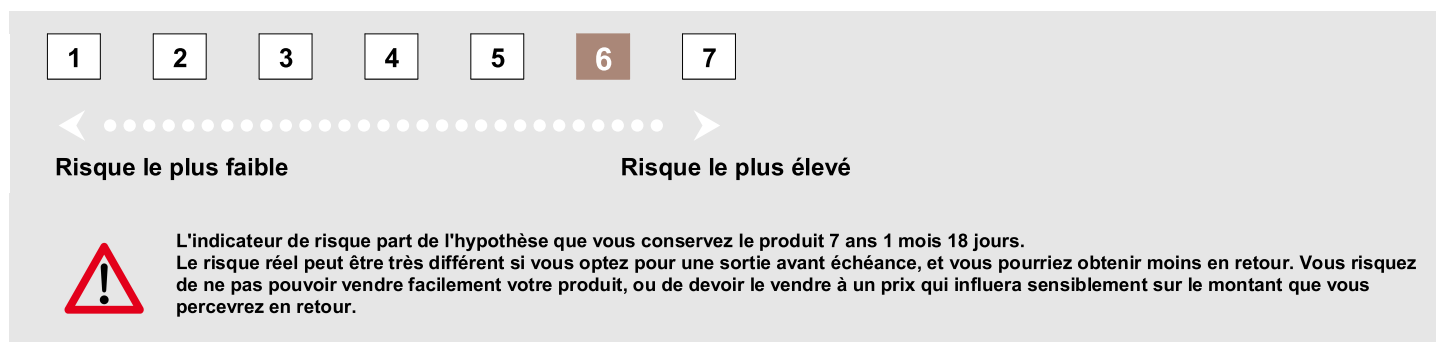 1 2 3 4 5 6 7
Risque le plus faible Risque le plus élevé
L'indicateur de risque part de l'hypothèse que vous conservez le produit 7 ans 1 mois 18 jours.
Le risque réel peut être très différent si vous optez pour une sortie avant échéance, et vous pourriez obtenir moins en retour. Vous risquez
de ne pas pouvoir vendre facilement votre produit, ou de devoir le vendre à un prix qui influera sensiblement sur le montant que vous
percevrez en retour.